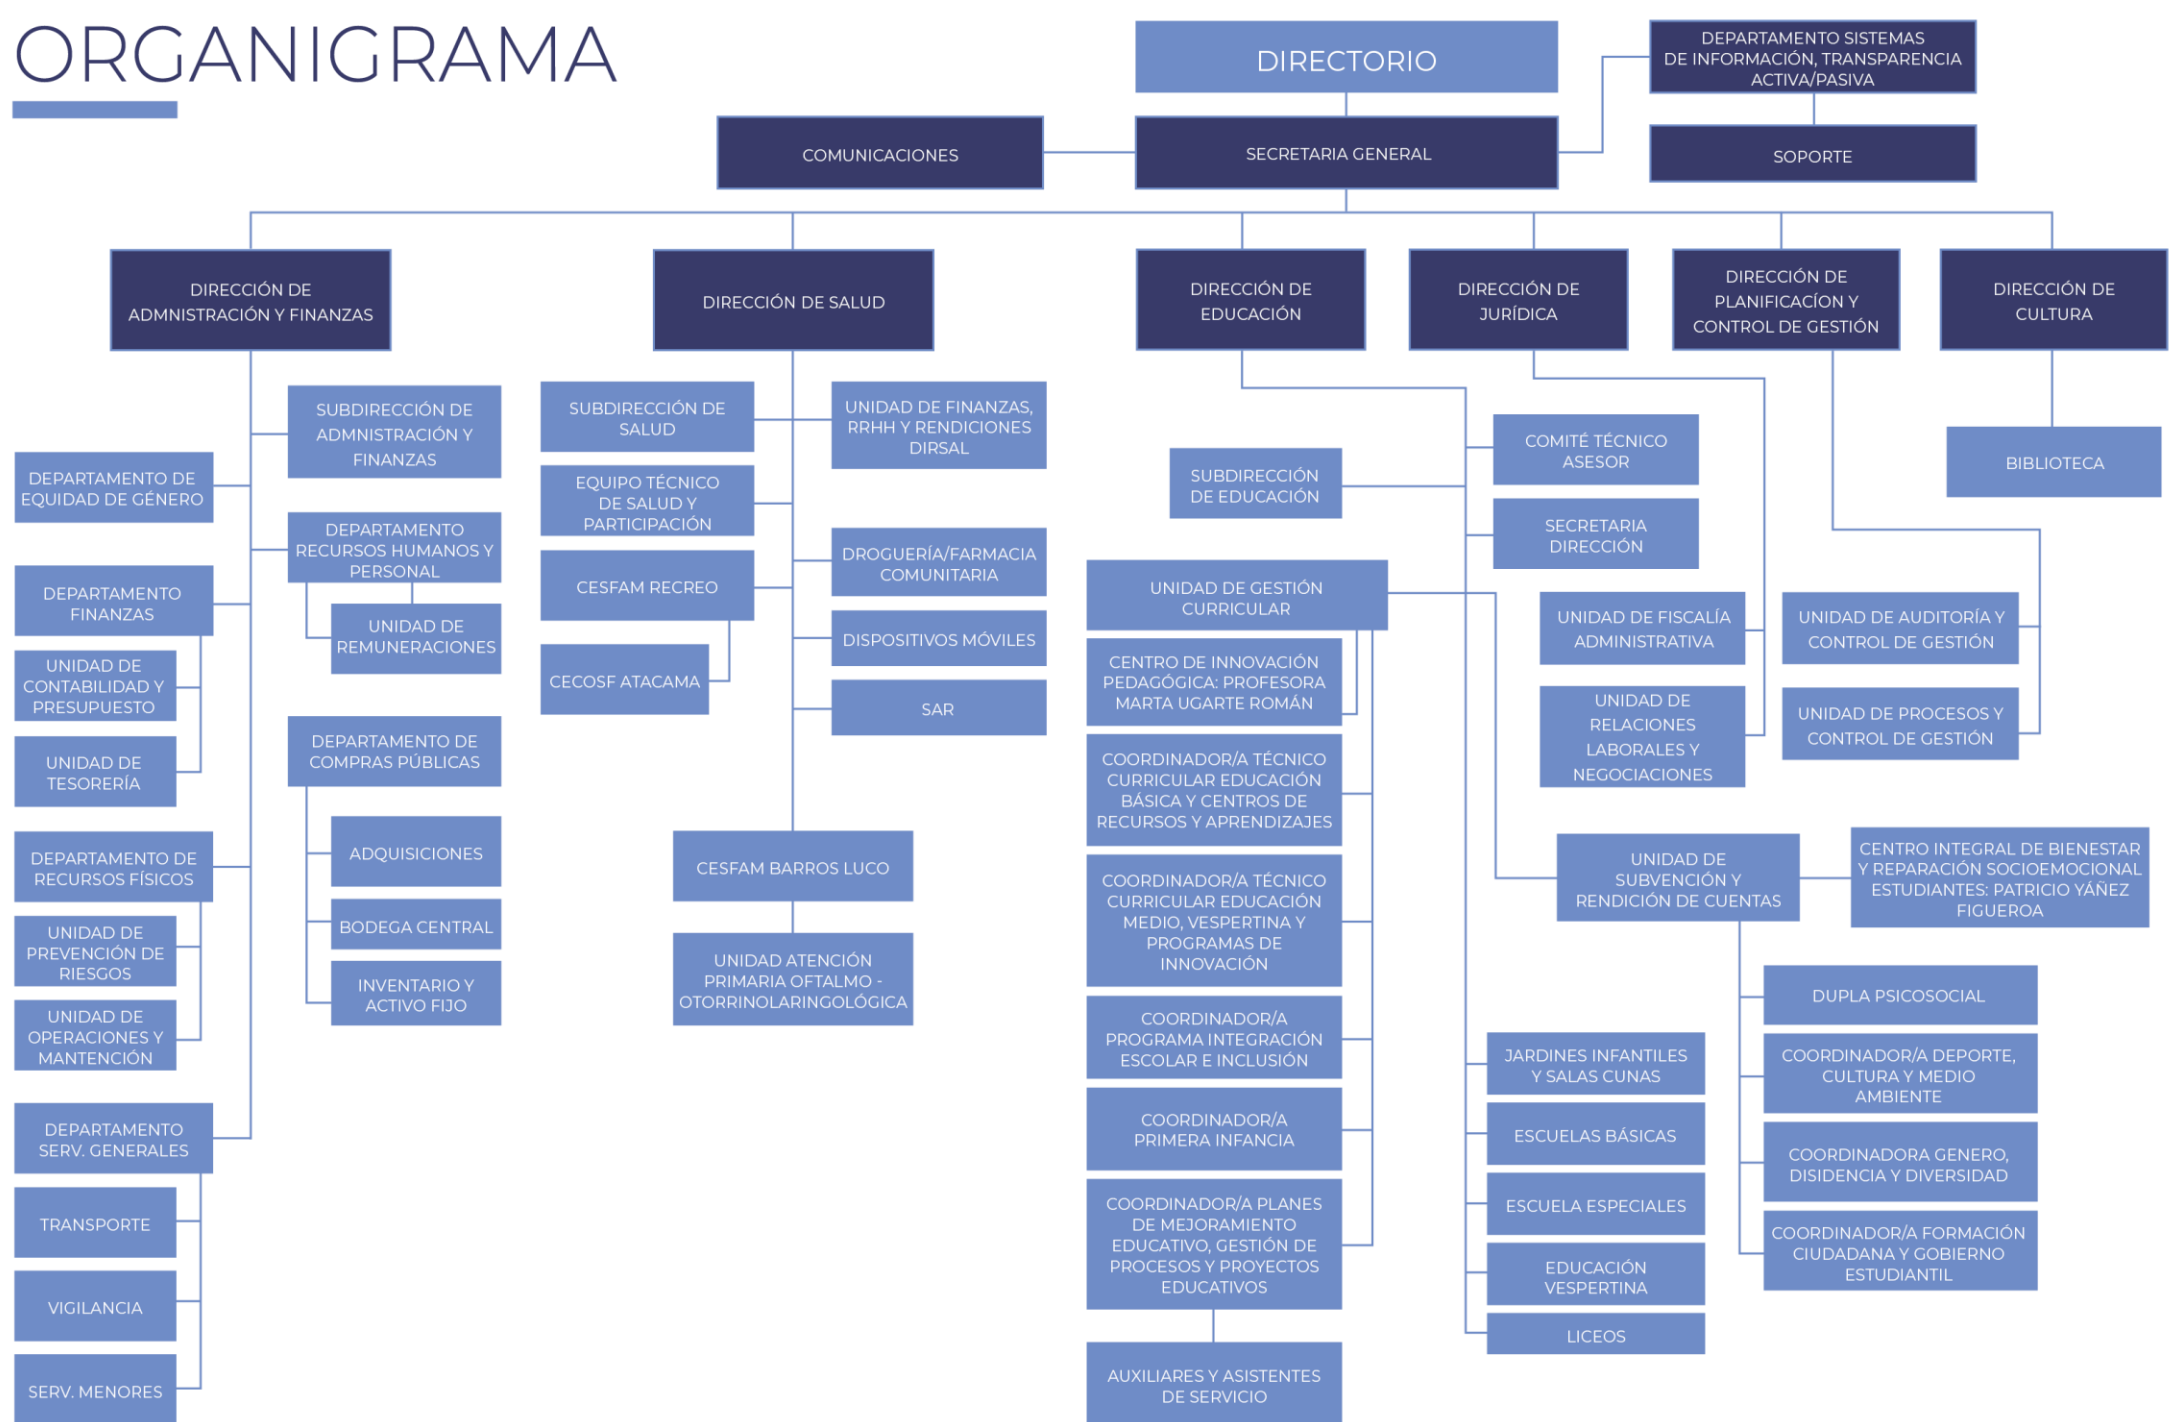 ORGANIGRAMA
DIRECTORIO
DEPARTAMENTO SISTEMAS
DE INFORMACIÓN, TRANSPARENCIA
ACTIVA/PASIVA
COMUNICACIONES
SECRETARIA GENERAL
SOPORTE
DIRECCIÓN DE
ADMNISTRACIÓN Y FINANZAS
DIRECCIÓN DE SALUD
DIRECCIÓN DE
EDUCACIÓN
DIRECCIÓN DE
JURÍDICA
DIRECCIÓN DE
PLANIFICACÍON Y
CONTROL DE GESTIÓN
DIRECCIÓN DE
CULTURA
SUBDIRECCIÓN DE
ADMNISTRACIÓN Y
FINANZAS
DEPARTAMENTO DE
EQUIDAD DE GÉNERO
DEPARTAMENTO
RECURSOS HUMANOS Y
PERSONAL
UNIDAD DE
REMUNERACIONES
DEPARTAMENTO
FINANZAS
UNIDAD DE
CONTABILIDAD Y
PRESUPUESTO
UNIDAD DE
TESORERÍA
DEPARTAMENTO DE
COMPRAS PÚBLICAS
ADQUISICIONES
BODEGA CENTRAL
INVENTARIO Y
ACTIVO FIJO
DEPARTAMENTO DE
RECURSOS FÍSICOS
UNIDAD DE
PREVENCIÓN DE
RIESGOS
UNIDAD DE
OPERACIONES Y
MANTENCIÓN
DEPARTAMENTO
SERV. GENERALES
TRANSPORTE
VIGILANCIA
SERV. MENORES
SUBDIRECCIÓN DE
SALUD
UNIDAD DE FINANZAS,
RRHH Y RENDICIONES
DIRSAL
EQUIPO TÉCNICO
DE SALUD Y
PARTICIPACIÓN
DROGUERÍA/FARMACIA
COMUNITARIA
CESFAM RECREO
DISPOSITIVOS MÓVILES
CECOSF ATACAMA
SAR
CESFAM BARROS LUCO
UNIDAD ATENCIÓN
PRIMARIA OFTALMO -
OTORRINOLARINGOLÓGICA
COMITÉ TÉCNICO
ASESOR
SUBDIRECCIÓN
DE EDUCACIÓN
SECRETARIA
DIRECCIÓN
UNIDAD DE GESTIÓN
CURRICULAR
CENTRO DE INNOVACIÓN
PEDAGÓGICA: PROFESORA
MARTA UGARTE ROMÁN
COORDINADOR/A TÉCNICO
CURRICULAR EDUCACIÓN
BÁSICA Y CENTROS DE
RECURSOS Y APRENDIZAJES
COORDINADOR/A TÉCNICO
CURRICULAR EDUCACIÓN
MEDIO, VESPERTINA Y
PROGRAMAS DE
INNOVACIÓN
COORDINADOR/A
PROGRAMA INTEGRACIÓN
ESCOLAR E INCLUSIÓN
COORDINADOR/A
PRIMERA INFANCIA
COORDINADOR/A PLANES
DE MEJORAMIENTO
EDUCATIVO, GESTIÓN DE
PROCESOS Y PROYECTOS
EDUCATIVOS
AUXILIARES Y ASISTENTES
DE SERVICIO
JARDINES INFANTILES
Y SALAS CUNAS
ESCUELAS BÁSICAS
ESCUELA ESPECIALES
EDUCACIÓN
VESPERTINA
LICEOS
UNIDAD DE FISCALÍA
ADMINISTRATIVA
UNIDAD DE
RELACIONES
LABORALES Y
NEGOCIACIONES
UNIDAD DE AUDITORÍA Y
CONTROL DE GESTIÓN
UNIDAD DE PROCESOS Y
CONTROL DE GESTIÓN
BIBLIOTECA
UNIDAD DE
SUBVENCIÓN Y
RENDICIÓN DE CUENTAS
CENTRO INTEGRAL DE BIENESTAR
Y REPARACIÓN SOCIOEMOCIONAL
ESTUDIANTES: PATRICIO YÁÑEZ
FIGUEROA
DUPLA PSICOSOCIAL
COORDINADOR/A DEPORTE,
CULTURA Y MEDIO
AMBIENTE
COORDINADORA GENERO,
DISIDENCIA Y DIVERSIDAD
COORDINADOR/A FORMACIÓN
CIUDADANA Y GOBIERNO
ESTUDIANTIL